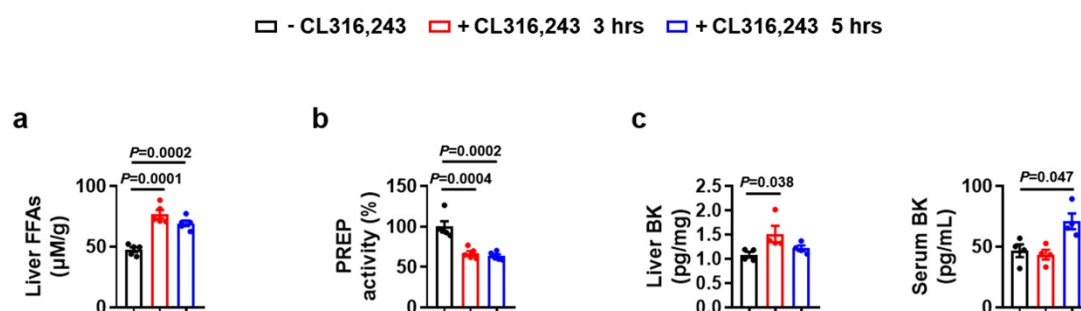 - CL316,243 + CL316,243 3 hrs + CL316,243 5 hrs
a
P=0.0002
P=0.0001
Liver FFAs
(μM/g)
100
50
0
b
P=0.0002
P=0.0004
PREP
activity (%)
150
100
50
0
c
P=0.038
Liver BK
(pg/mg)
2.5
2.0
1.5
1.0
0.5
0.0
P=0.047
Serum BK
(pg/mL)
100
50
0